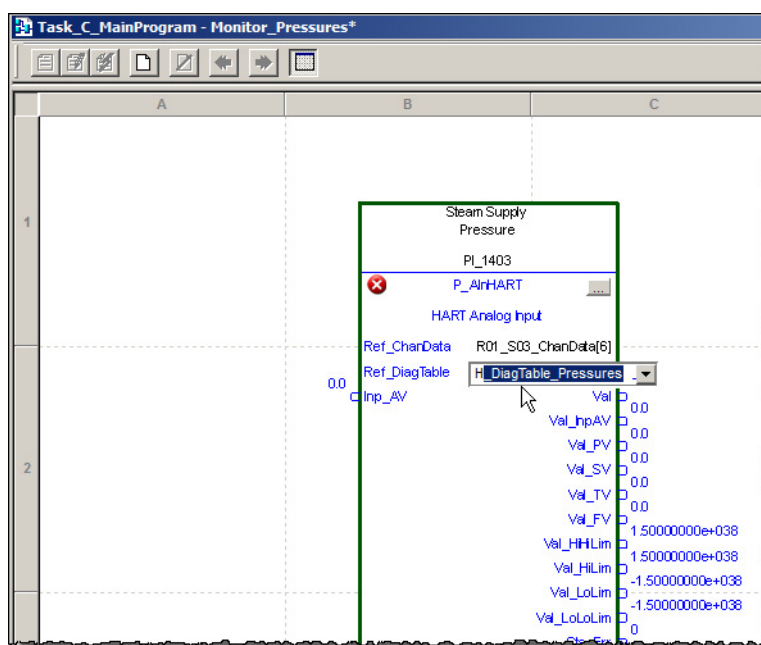 Task_C_MainProgram - Monitor_Pressures*
A B C
1
Steam Supply
Pressure
PI_1403
P_AInHART
...
HART Analog Input
Ref_ChanData R01_S03_ChanData[6]
Ref_DiagTable H_DiagTable_Pressures
0.0
Inp_AV Val
0.0
Val_InpAV
0.0
Val_PV
0.0
2
Val_SV
0.0
Val_TV
0.0
Val_FV
1.50000000e+038
Val_HiHiLim
1.50000000e+038
Val_HiLim
-1.50000000e+038
Val_LoLim
-1.50000000e+038
Val_LoLoLim
0